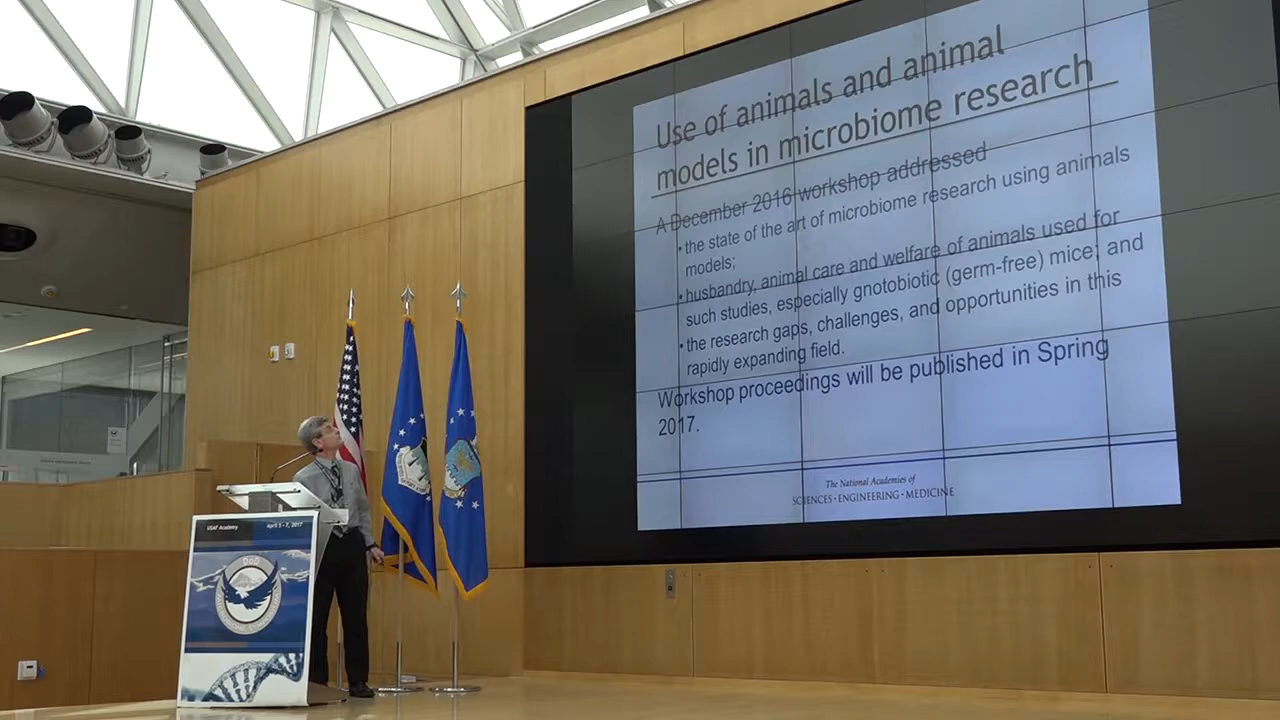 Use of animals and animal
models in microbiome research
A December 2016 workshop addressed
• the state of the art of microbiome research using animals
models;
• husbandry, animal care and welfare of animals used for
such studies, especially gnotobiotic (germ-free) mice; and
• the research gaps, challenges, and opportunities in this
rapidly expanding field.
Workshop proceedings will be published in Spring
2017.
The National Academies of
SCIENCES • ENGINEERING • MEDICINE
USAF Academy
April 5 - 7, 2017
DOD